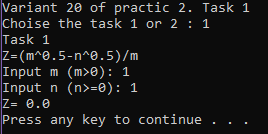 Variant 20 of practic 2. Task 1
Choise the task 1 or 2 : 1
Task 1
Z=(m^0.5-n^0.5)/m
Input m (m>0): 1
Input n (n>=0): 1
Z= 0.0
Press any key to continue . . .